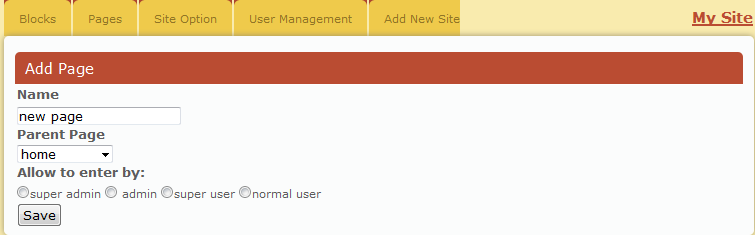 Blocks Pages Site Option User Management Add New Site My Site
Add Page
Name
new page
Parent Page
home
Allow to enter by:
super admin admin super user normal user
Save